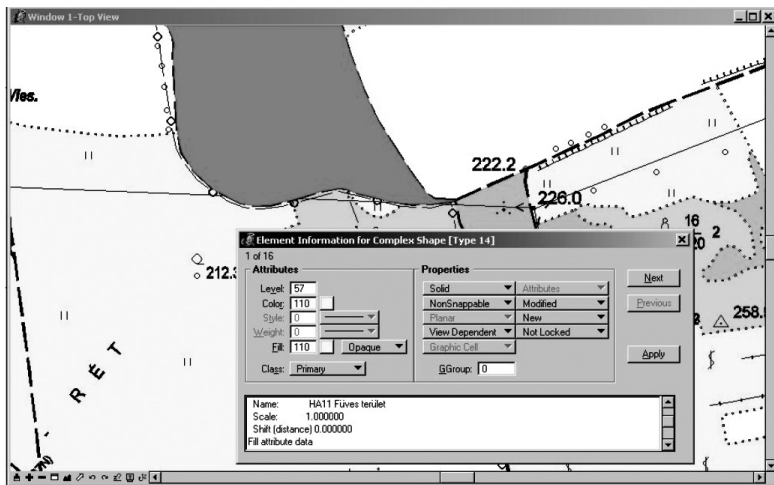 Window 1-Top View
Vies.
222.2
226.0
16
2
20
212.3
258.
R É T
Element Information for Complex Shape [Type 14]
1 of 16
Attributes
Level: 57
Color: 110
Style: 0
Weight: 0
Fill: 110 Opaque
Class: Primary
Properties
Solid Attributes
NonSnappable Modified
Planar New
View Dependent Not Locked
Graphic Cell
GGroup: 0
Next
Previous
Apply
Name: HA11 Füves terület
Scale: 1.000000
Shift (distance) 0.000000
Fill attribute data